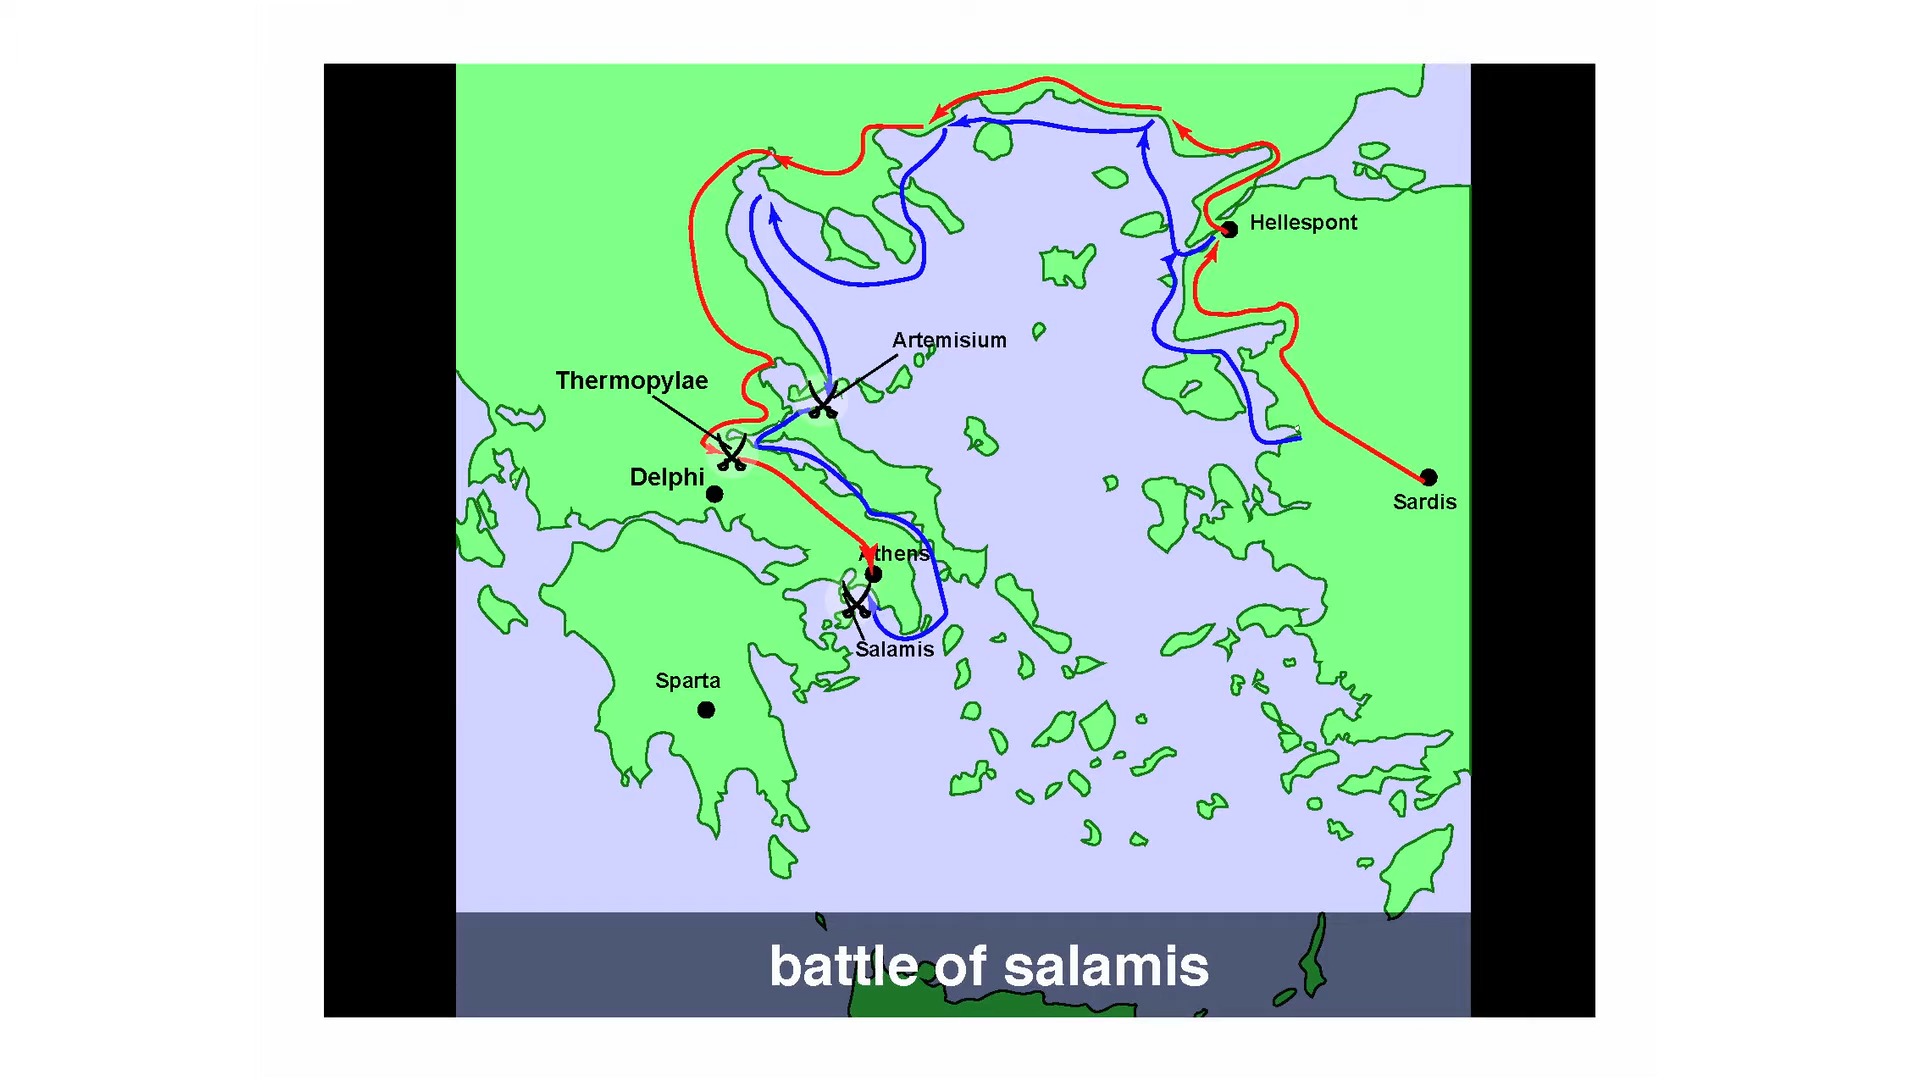 Hellespont
Artemisium
Thermopylae
Delphi
Sardis
Athens
Salamis
Sparta
battle of salamis